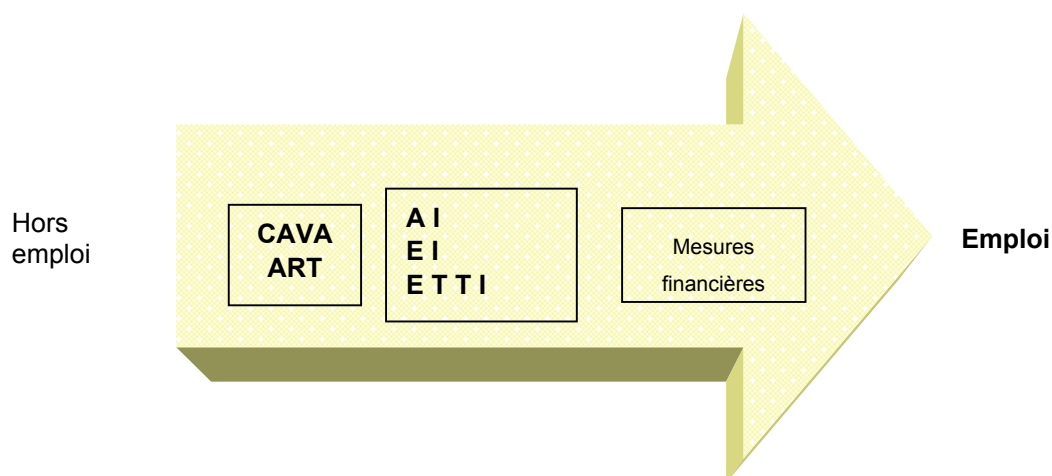 Hors
emploi
CAVA
ART
A I
E I
E T T I
Mesures
financières
Emploi